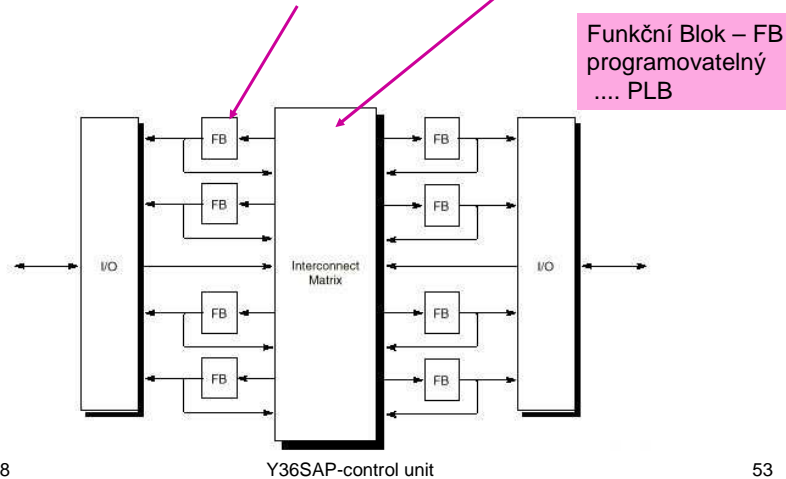 Funkční Blok – FB
programovatelný
.... PLB
FB
FB
FB
FB
I/O
Interconnect
Matrix
I/O
FB
FB
FB
FB
8
Y36SAP-control unit
53